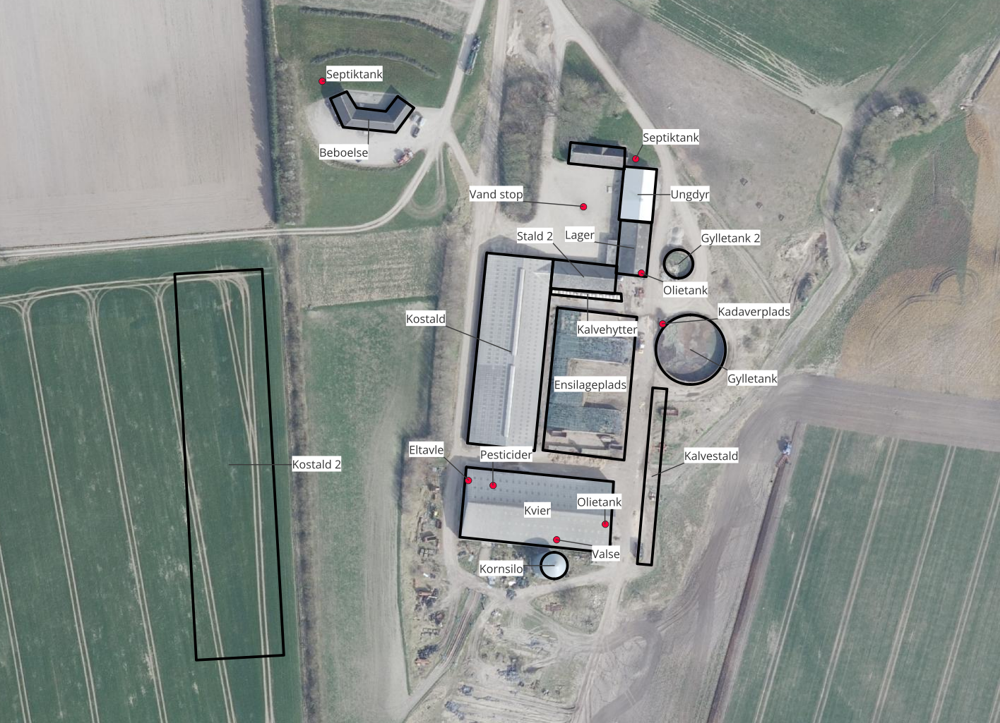 Septiktank
Beboelse
Septiktank
Vand stop
Ungdyr
Stald 2
Lager
Gylletank 2
Olietank
Kostald
Kalvehytter
Kadaverplads
Ensilageplads
Gylletank
Eltavle
Pesticider
Kostald 2
Kalvestald
Kvier
Olietank
Valse
Kornsilo